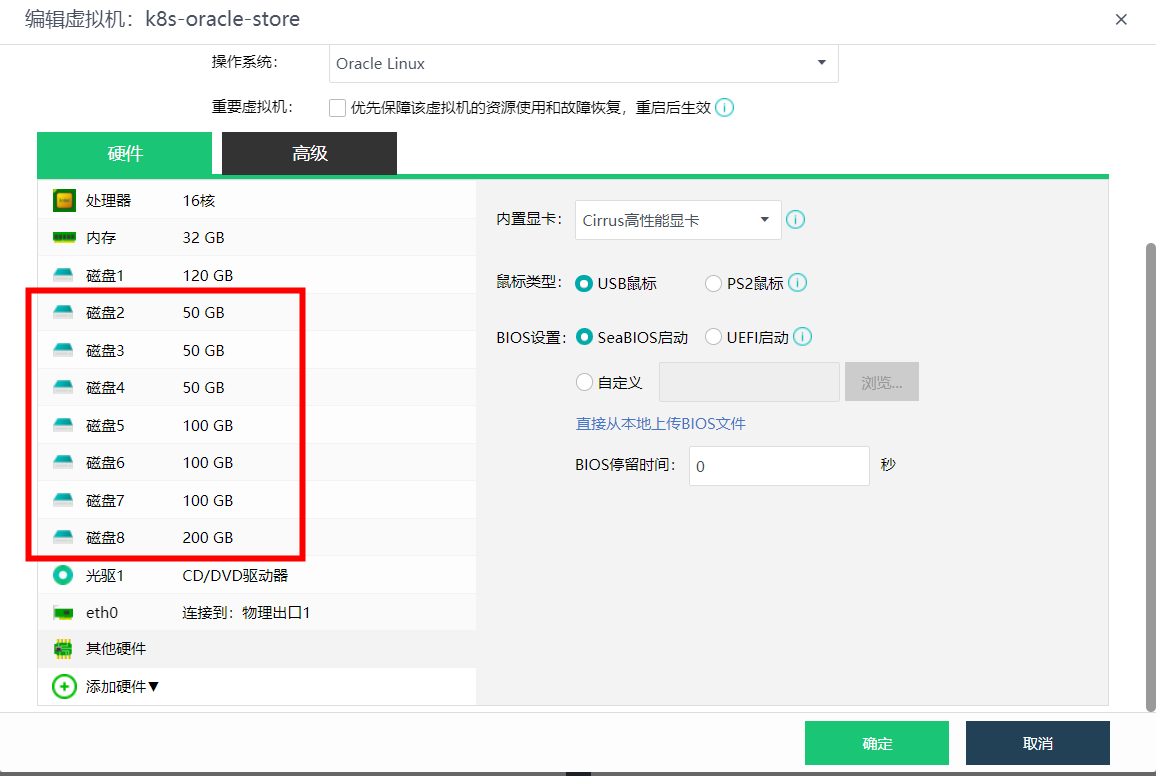 编辑虚拟机：k8s-oracle-store
操作系统： Oracle Linux
重要虚拟机： 优先保障该虚拟机的资源使用和故障恢复，重启后生效
硬件 高级
处理器 16核
内存 32 GB
磁盘1 120 GB
磁盘2 50 GB
磁盘3 50 GB
磁盘4 50 GB
磁盘5 100 GB
磁盘6 100 GB
磁盘7 100 GB
磁盘8 200 GB
光驱1 CD/DVD驱动器
eth0 连接到：物理出口1
其他硬件
添加硬件▼
内置显卡： Cirrus高性能显卡
鼠标类型： USB鼠标 PS2鼠标
BIOS设置： SeaBIOS启动 UEFI启动
自定义 浏览...
直接从本地上传BIOS文件
BIOS停留时间： 0 秒
确定 取消